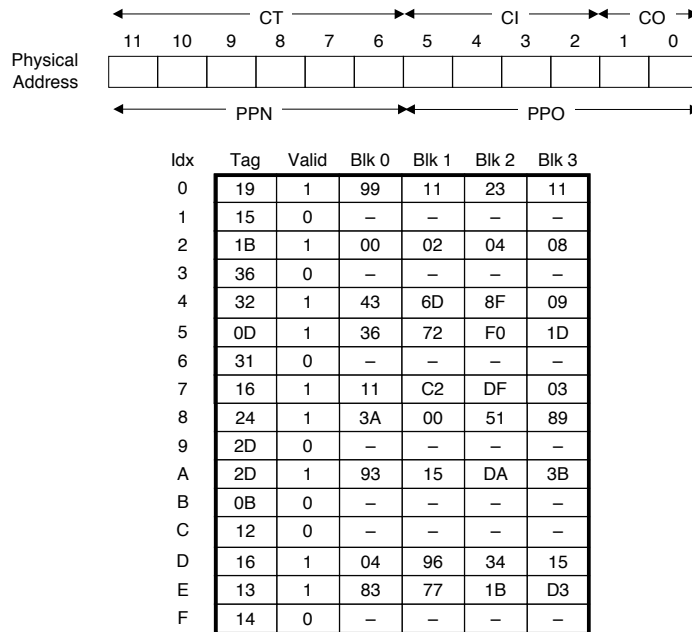 CT CI CO
11 10 9 8 7 6 5 4 3 2 1 0
Physical
Address
PPN PPO
Idx Tag Valid Blk 0 Blk 1 Blk 2 Blk 3
0 19 1 99 11 23 11
1 15 0 – – – –
2 1B 1 00 02 04 08
3 36 0 – – – –
4 32 1 43 6D 8F 09
5 0D 1 36 72 F0 1D
6 31 0 – – – –
7 16 1 11 C2 DF 03
8 24 1 3A 00 51 89
9 2D 0 – – – –
A 2D 1 93 15 DA 3B
B 0B 0 – – – –
C 12 0 – – – –
D 16 1 04 96 34 15
E 13 1 83 77 1B D3
F 14 0 – – – –